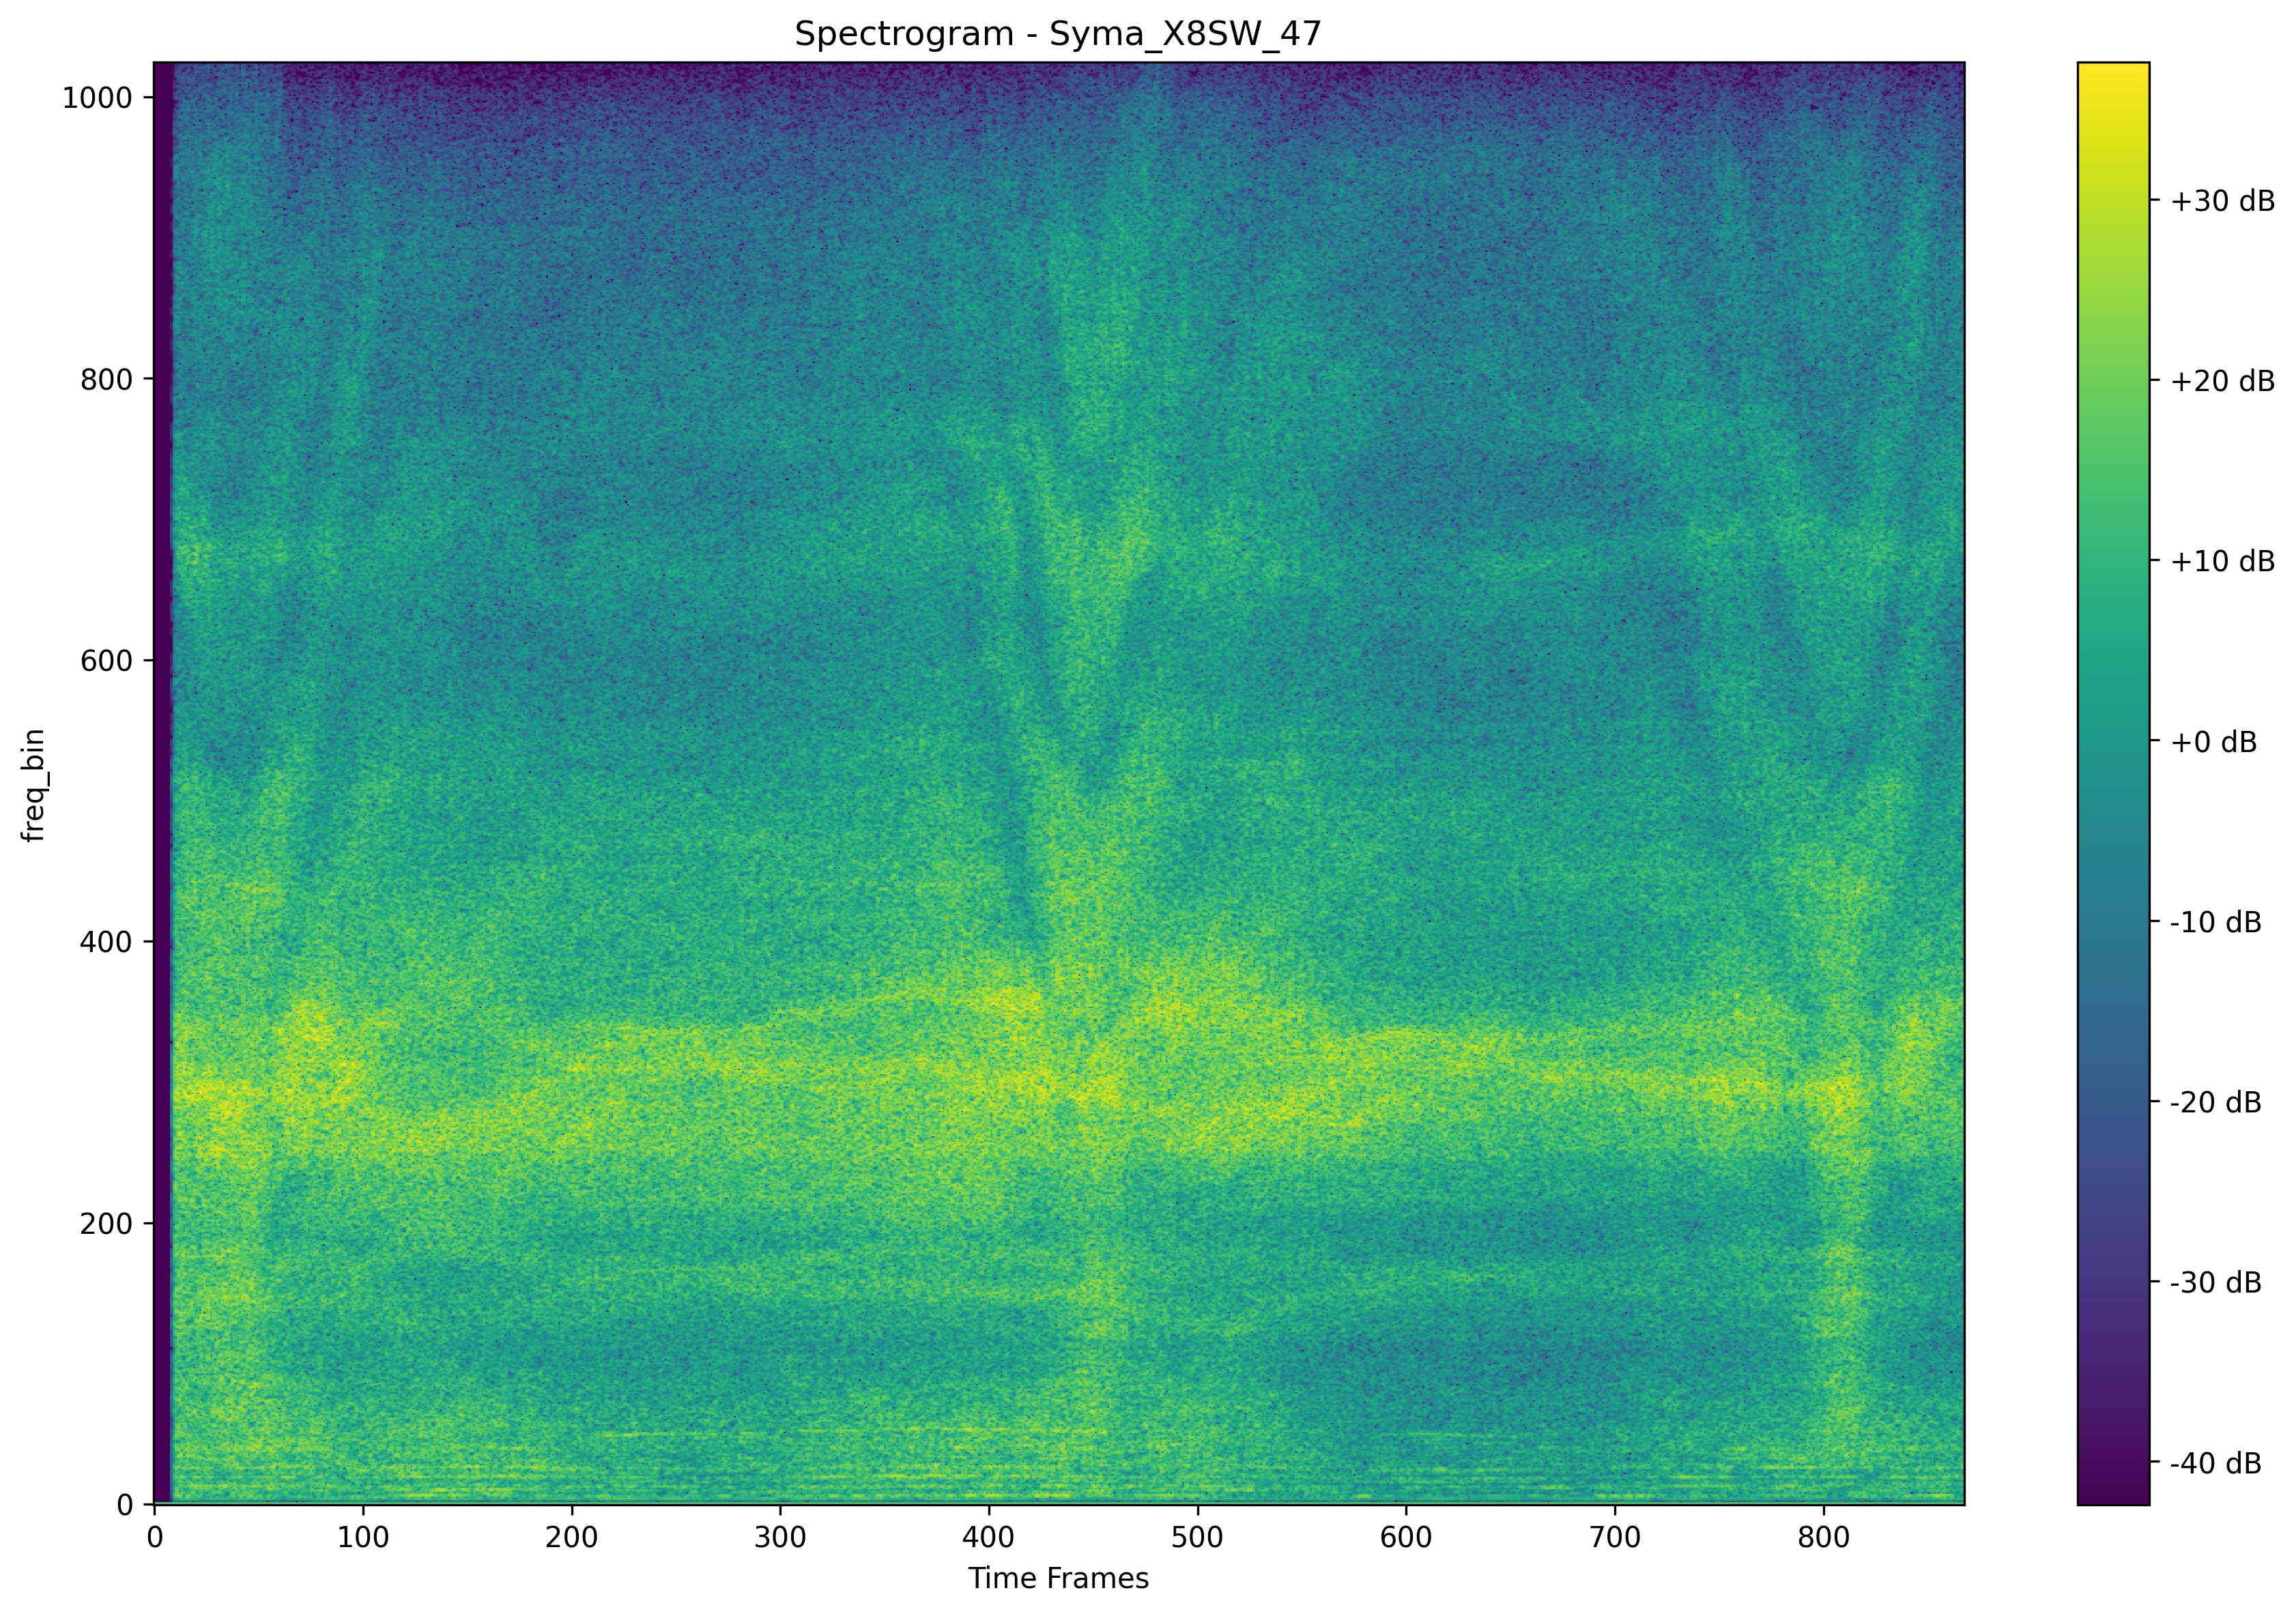 Spectrogram - Syma_X8SW_47
1000
800
600
400
200
0
freq_bin
0 100 200 300 400 500 600 700 800
Time Frames
+30 dB
+20 dB
+10 dB
+0 dB
-10 dB
-20 dB
-30 dB
-40 dB